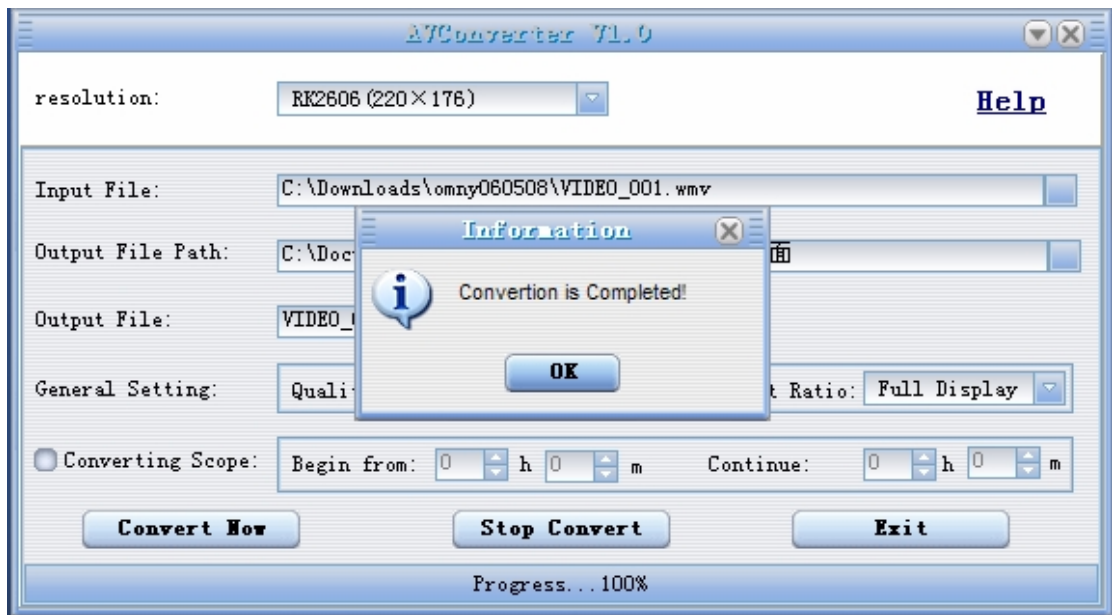 AVConverter V1.0
resolution: RK2606(220×176) Help
Input File: C:\Downloads\omny060508\VIDEO_001.wmv
Information
Output File Path: C:\Doc 面
Convertion is Completed!
Output File: VIDEO_
OK
General Setting: Quali t Ratio: Full Display
Converting Scope: Begin from: 0 h 0 m Continue: 0 h 0 m
Convert Now Stop Convert Exit
Progress...100%